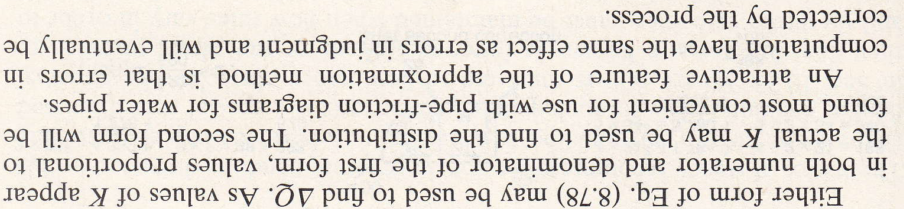 Either form of Eq. (8.78) may be used to find ΔQ. As values of K appear
in both numerator and denominator of the first form, values proportional to
the actual K may be used to find the distribution. The second form will be
found most convenient for use with pipe-friction diagrams for water pipes.
An attractive feature of the approximation method is that errors in
computation have the same effect as errors in judgment and will eventually be
corrected by the process.